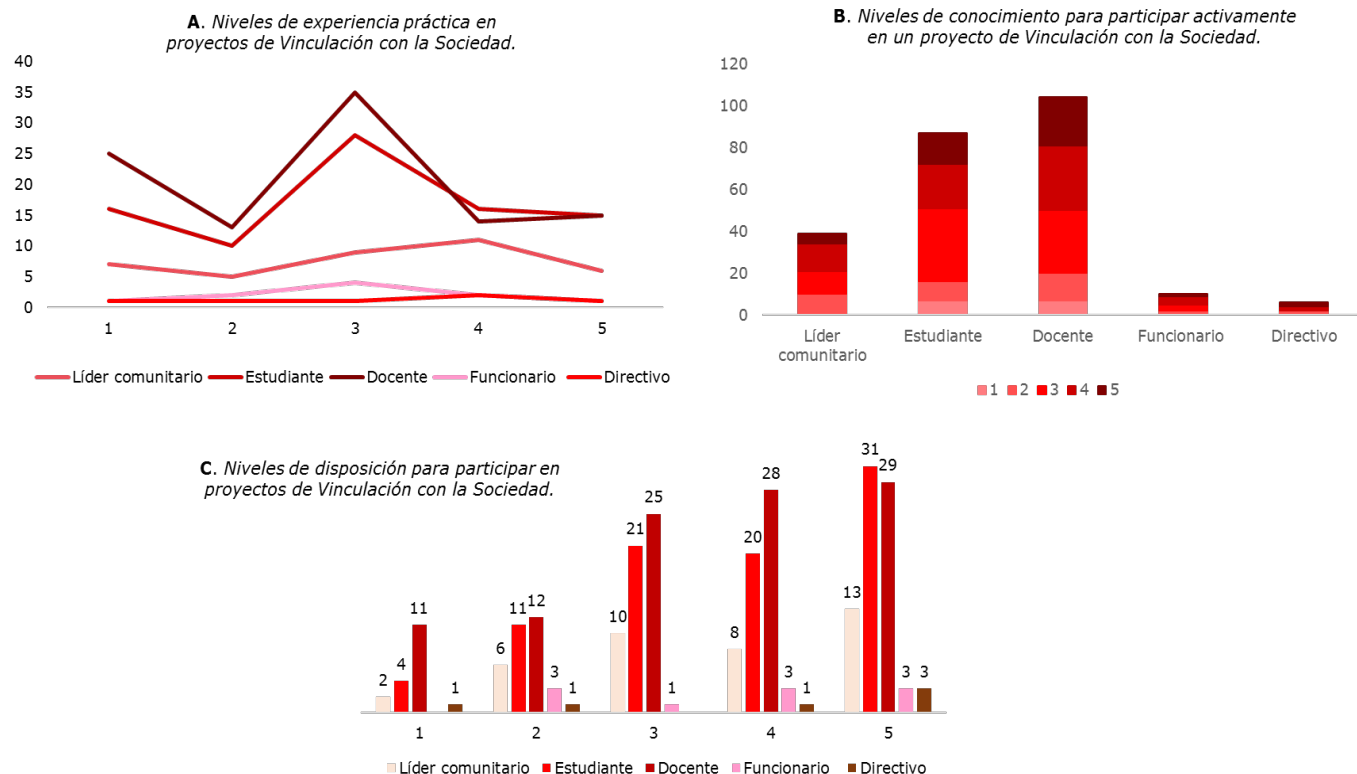 A. Niveles de experiencia práctica en
proyectos de Vinculación con la Sociedad.
40
35
30
25
20
15
10
5
0
1 2 3 4 5
Líder comunitario Estudiante Docente Funcionario Directivo
B. Niveles de conocimiento para participar activamente
en un proyecto de Vinculación con la Sociedad.
120
100
80
60
40
20
0
Líder comunitario Estudiante Docente Funcionario Directivo
1 2 3 4 5
C. Niveles de disposición para participar en
proyectos de Vinculación con la Sociedad.
2 4 11 1
6 11 12 3 1
10 21 25 1
8 20 28 3 1
13 31 29 3 3
1 2 3 4 5
Líder comunitario Estudiante Docente Funcionario Directivo